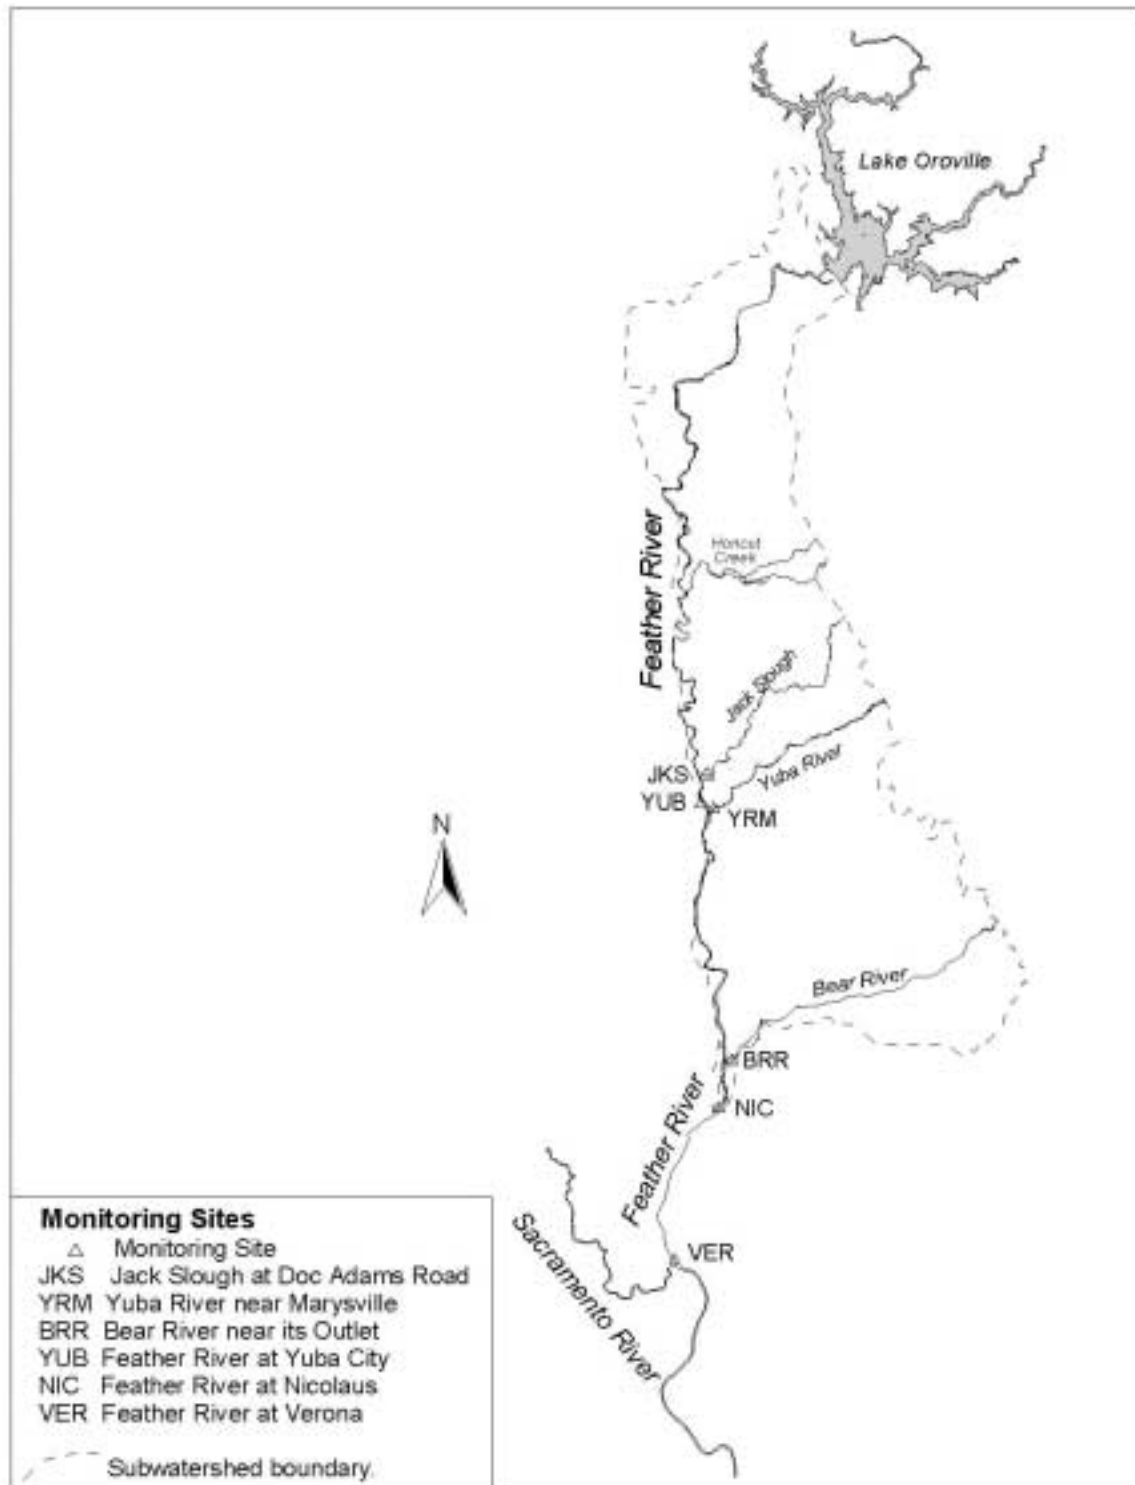 Lake Oroville
Feather River
Honcut
Creek
Jack Slough
Yuba River
JKS
YUB
YRM
N
Bear River
BRR
NIC
Feather River
VER
Sacramento River
Monitoring Sites
Monitoring Site
JKS Jack Slough at Doc Adams Road
YRM Yuba River near Marysville
BRR Bear River near its Outlet
YUB Feather River at Yuba City
NIC Feather River at Nicolaus
VER Feather River at Verona
Subwatershed boundary.